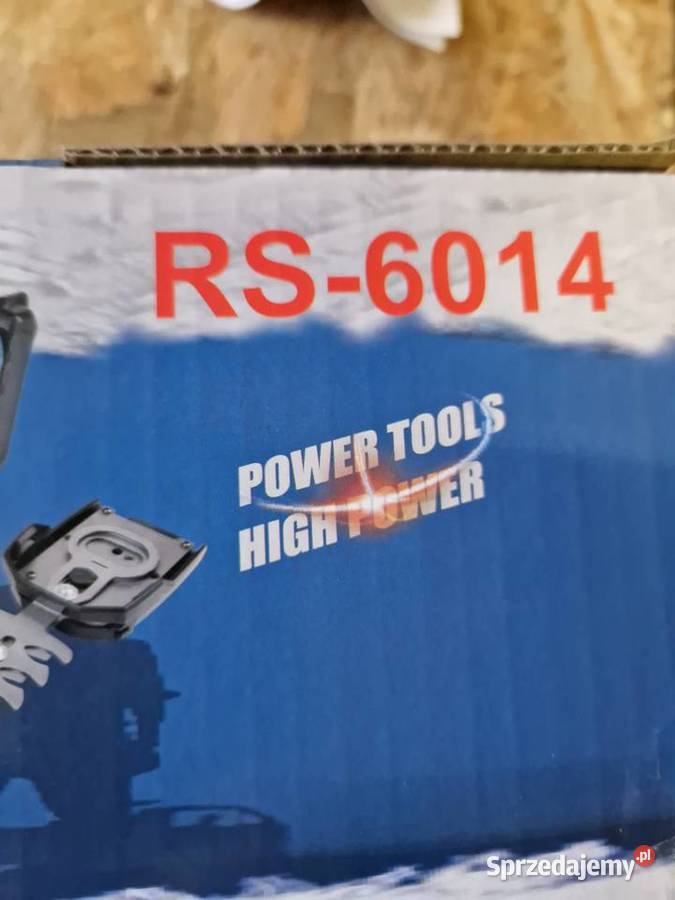 RS-6014
POWER TOOLS
HIGH POWER
Sprzedajemy.pl